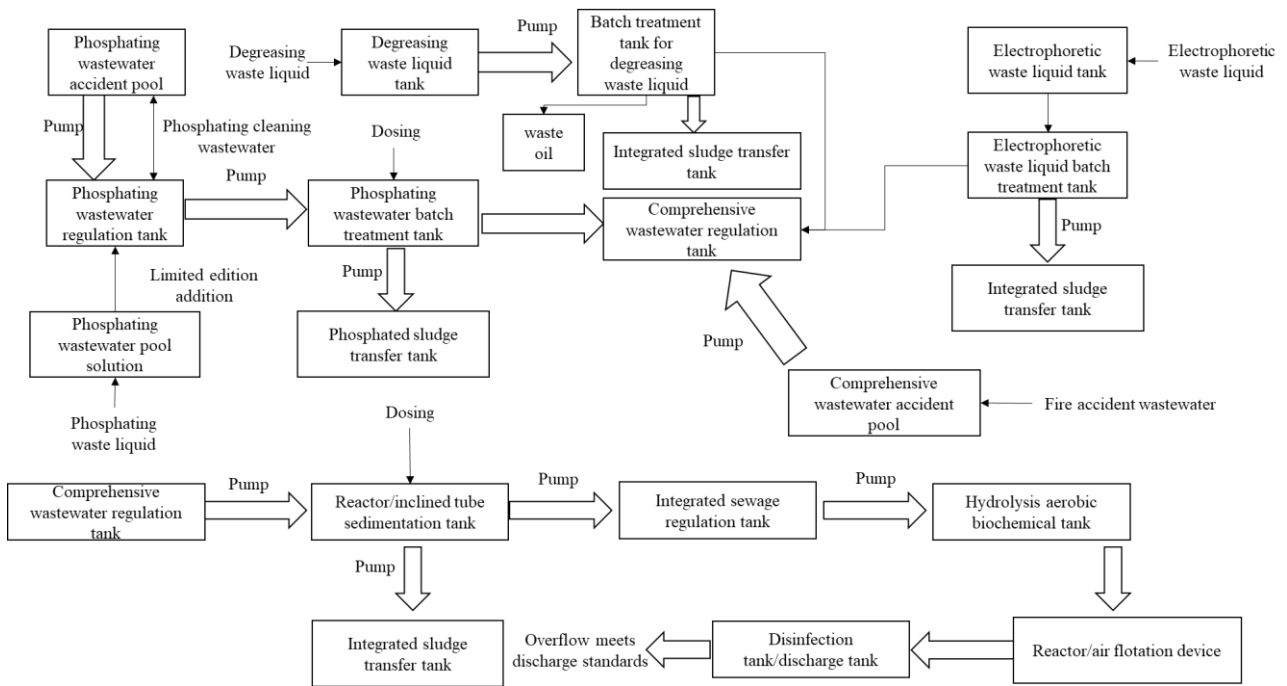 Phosphating
wastewater
accident pool
Degreasing
waste liquid
Degreasing
waste liquid
tank
Pump
Batch treatment
tank for
degreasing
waste liquid
Electrophoretic
waste liquid tank
Electrophoretic
waste liquid
Pump
Phosphating cleaning
wastewater
Dosing
waste
oil
Integrated sludge transfer
tank
Electrophoretic
waste liquid batch
treatment tank
Phosphating
wastewater
regulation tank
Pump
Phosphating
wastewater batch
treatment tank
Comprehensive
wastewater regulation
tank
Pump
Limited edition
addition
Pump
Integrated sludge
transfer tank
Phosphating
wastewater pool
solution
Phosphated sludge
transfer tank
Pump
Comprehensive
wastewater accident
pool
Fire accident wastewater
Phosphating
waste liquid
Dosing
Comprehensive
wastewater regulation
tank
Pump
Reactor/inclined tube
sedimentation tank
Pump
Integrated sewage
regulation tank
Pump
Hydrolysis aerobic
biochemical tank
Pump
Integrated sludge
transfer tank
Overflow meets
discharge standards
Disinfection
tank/discharge tank
Reactor/air flotation device